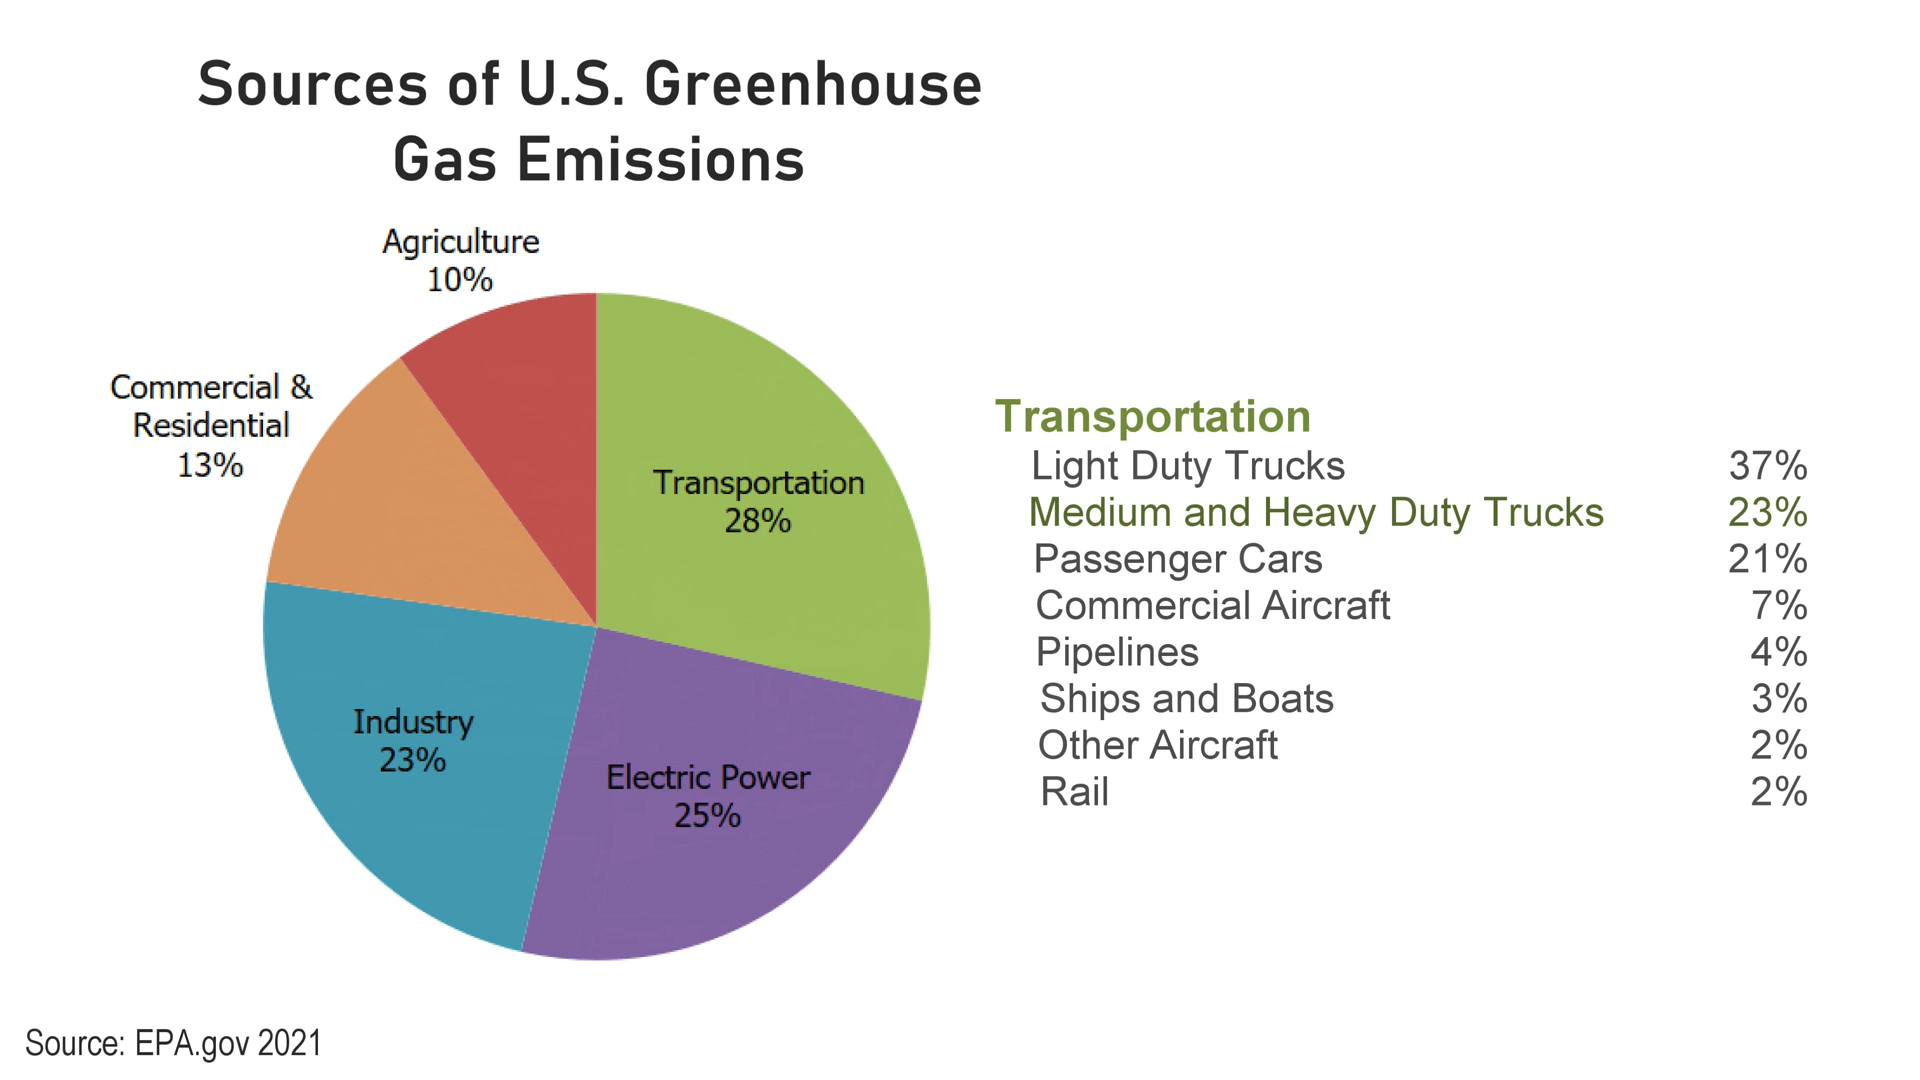 Sources of U.S. Greenhouse
Gas Emissions
Agriculture
10%
Commercial &
Residential
13%
Transportation
28%
Industry
23%
Electric Power
25%
Transportation
Light Duty Trucks 37%
Medium and Heavy Duty Trucks 23%
Passenger Cars 21%
Commercial Aircraft 7%
Pipelines 4%
Ships and Boats 3%
Other Aircraft 2%
Rail 2%
Source: EPA.gov 2021